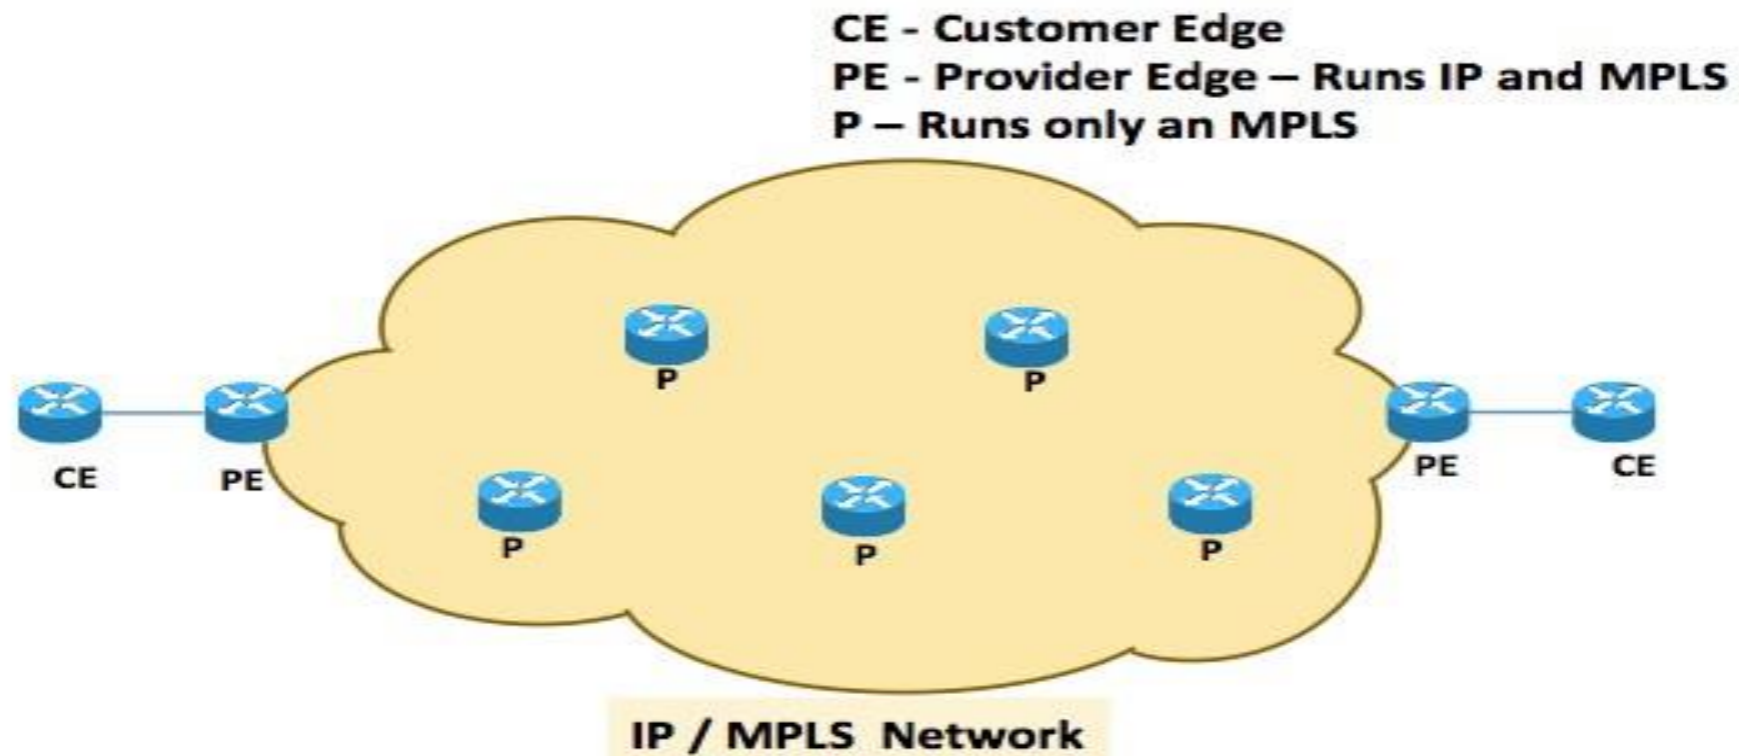 CE - Customer Edge
PE - Provider Edge – Runs IP and MPLS
P – Runs only an MPLS
P
P
CE
PE
PE
CE
P
P
P
IP / MPLS Network